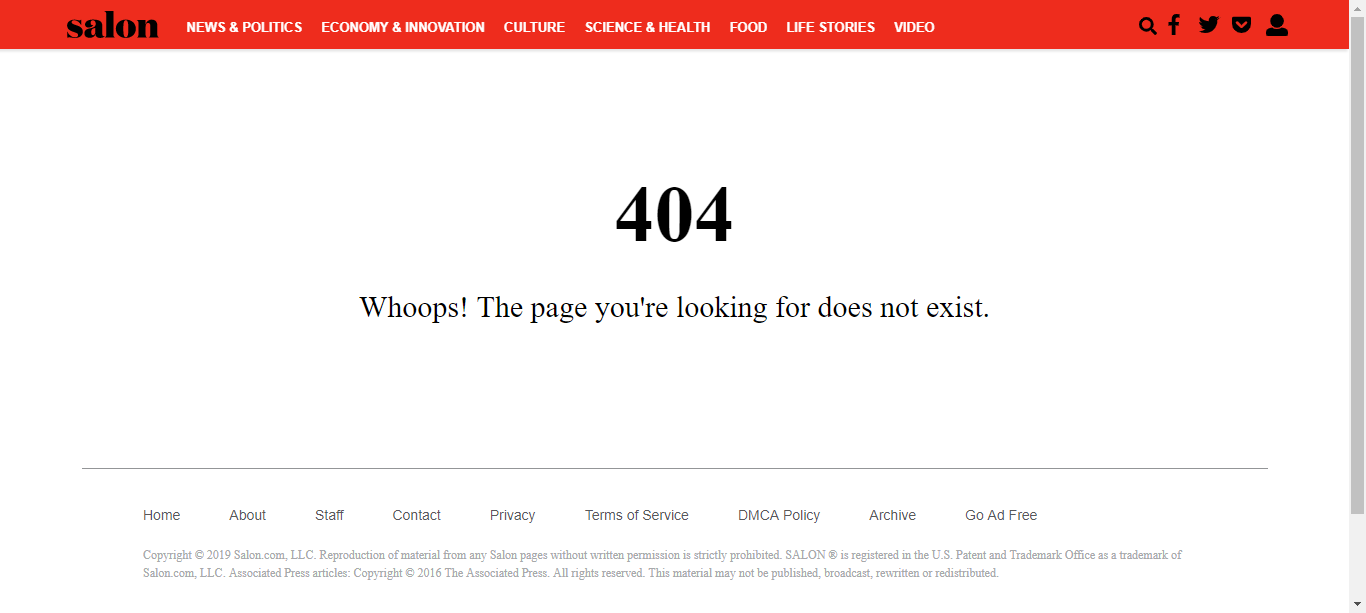 salon NEWS & POLITICS ECONOMY & INNOVATION CULTURE SCIENCE & HEALTH FOOD LIFE STORIES VIDEO
404
Whoops! The page you're looking for does not exist.
Home About Staff Contact Privacy Terms of Service DMCA Policy Archive Go Ad Free
Copyright © 2019 Salon.com, LLC. Reproduction of material from any Salon pages without written permission is strictly prohibited. SALON ® is registered in the U.S. Patent and Trademark Office as a trademark of
Salon.com, LLC. Associated Press articles: Copyright © 2016 The Associated Press. All rights reserved. This material may not be published, broadcast, rewritten or redistributed.